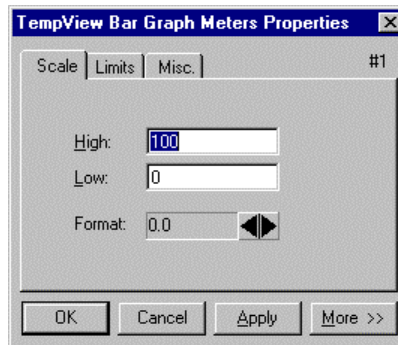 TempView Bar Graph Meters Properties
Scale Limits Misc. #1
High: 100
Low: 0
Format: 0.0
OK Cancel Apply More >>